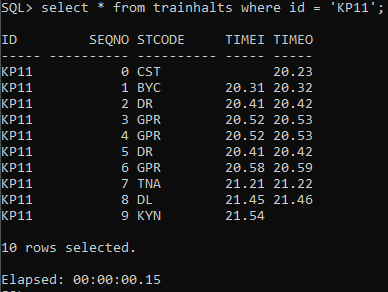 SQL> select * from trainhalts where id = 'KP11';
ID         SEQNO STCODE     TIMEI TIMEO
----- ---------- ---------- ----- -----
KP11           0 CST              20.23
KP11           1 BYC        20.31 20.32
KP11           2 DR         20.41 20.42
KP11           3 GPR        20.52 20.53
KP11           4 GPR        20.52 20.53
KP11           5 DR         20.41 20.42
KP11           6 GPR        20.58 20.59
KP11           7 TNA        21.21 21.22
KP11           8 DL         21.45 21.46
KP11           9 KYN        21.54
10 rows selected.
Elapsed: 00:00:00.15